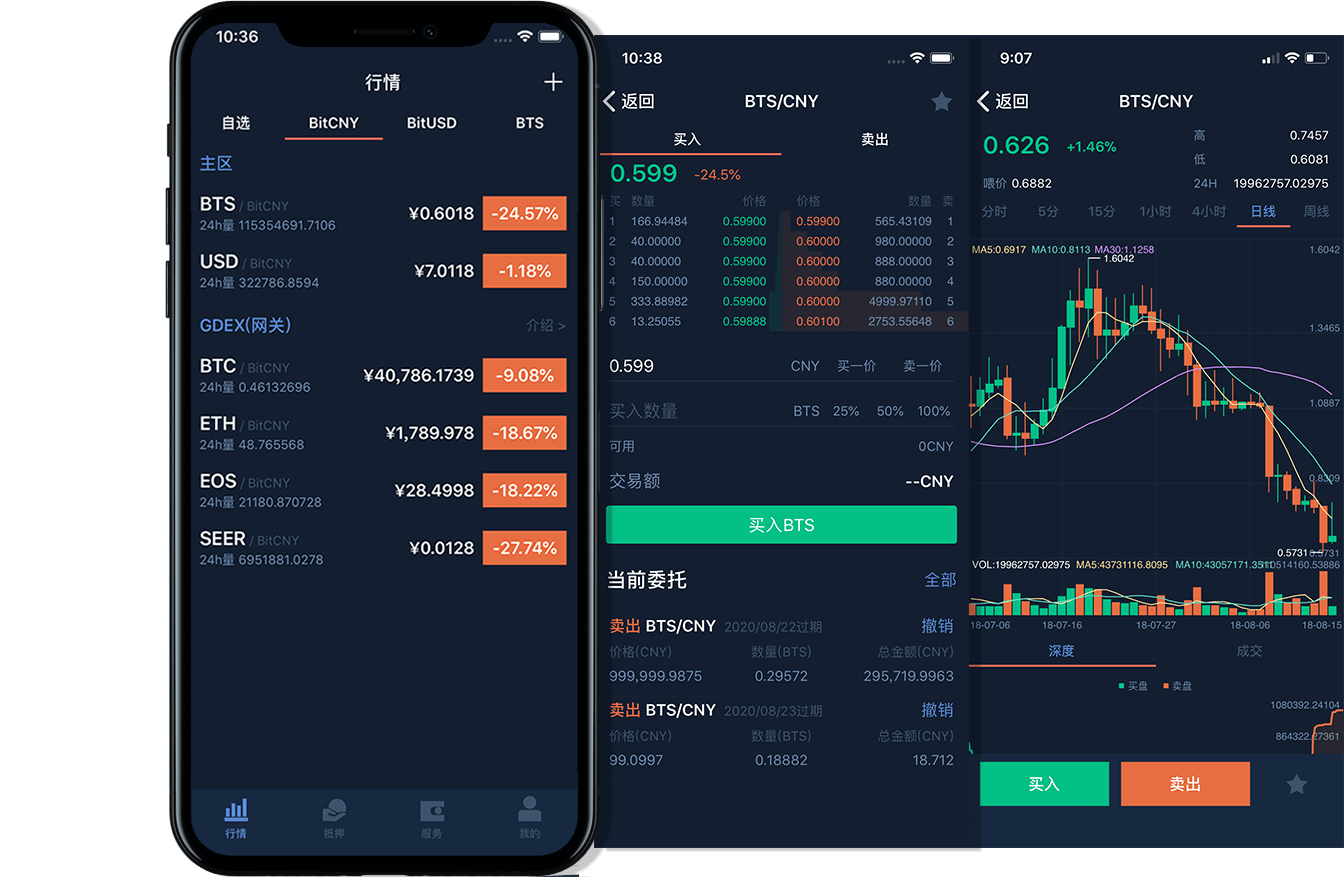 10:36
行情
自选 BitCNY BitUSD BTS
主区
BTS / BitCNY ¥0.6018 -24.57%
24h量 115354691.7106
USD / BitCNY ¥7.0118 -1.18%
24h量 322786.8594
GDEX(网关) 介绍 >
BTC / BitCNY ¥40,786.1739 -9.08%
24h量 0.46132696
ETH / BitCNY ¥1,789.978 -18.67%
24h量 48.765568
EOS / BitCNY ¥28.4998 -18.22%
24h量 21180.870728
SEER / BitCNY ¥0.0128 -27.74%
24h量 6951881.0278
行情 抵押 服务 我的
10:38
返回 BTS/CNY
买入 卖出
0.599 -24.5%
买 数量 价格 价格 数量 卖
1 166.94484 0.59900 0.59900 565.43109 1
2 40.00000 0.59900 0.60000 980.00000 2
3 40.00000 0.59900 0.60000 888.00000 3
4 150.00000 0.59900 0.60000 880.00000 4
5 333.88982 0.59900 0.60000 4999.97110 5
6 13.25055 0.59888 0.60100 2753.55648 6
0.599 CNY 买一价 卖一价
买入数量 BTS 25% 50% 100%
可用 0CNY
交易额 --CNY
买入BTS
当前委托 全部
卖出 BTS/CNY 2020/08/22过期 撤销
价格(CNY) 数量(BTS) 总金额(CNY)
999,999.9875 0.29572 295,719.9963
卖出 BTS/CNY 2020/08/23过期 撤销
价格(CNY) 数量(BTS) 总金额(CNY)
99.0997 0.18882 18.712
9:07
返回 BTS/CNY
0.626 +1.46%
高 0.7457
低 0.6081
喂价 0.6882 24H 19962757.02975
分时 5分 15分 1小时 4小时 日线 周线
MA5:0.6917 MA10:0.8113 MA30:1.1258 1.6042
1.6042
1.3465
1.0887
0.8309
0.5731 0.5731
VOL:19962757.02975 MA5:43731116.8095 MA10:43057171.3511
18-07-06 18-07-16 18-07-27 18-08-06 18-08-15
深度 成交
买盘 卖盘
1080392.24104
864322.27361
买入 卖出